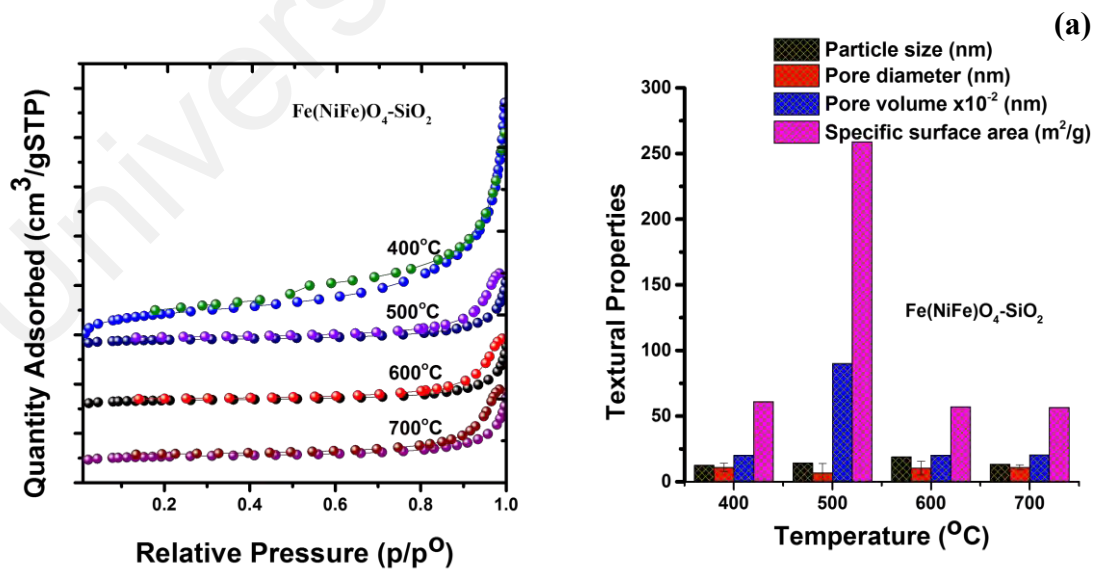 Univers
Fe(NiFe)O₄-SiO₂
400°C
500°C
600°C
700°C
Quantity Adsorbed (cm³/gSTP)
0.2 0.4 0.6 0.8 1.0
Relative Pressure (p/p⁰)
(a)
Particle size (nm)
Pore diameter (nm)
Pore volume x10⁻² (nm)
Specific surface area (m²/g)
300
250
200
150
100
50
0
Textural Properties
Fe(NiFe)O₄-SiO₂
400 500 600 700
Temperature (⁰C)